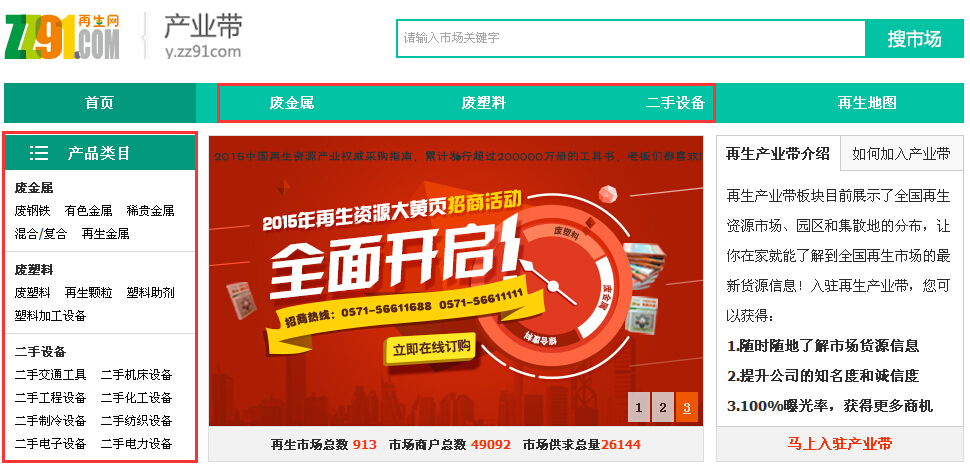 ZZ91.COM 再生网
产业带
y.zz91com
请输入市场关键字
搜市场
首页 废金属 废塑料 二手设备 再生地图
产品类目
废金属
废钢铁 有色金属 稀贵金属
混合/复合 再生金属
废塑料
废塑料 再生颗粒 塑料助剂
塑料加工设备
二手设备
二手交通工具 二手机床设备
二手工程设备 二手化工设备
二手制冷设备 二手纺织设备
二手电子设备 二手电力设备
2015中国再生资源产业权威采购指南，累计发行超过200000万册的工具书，老板们都喜欢!
2015年再生资源大黄页招商活动
全面开启!
招商热线：0571-56611688 0571-56611111
立即在线订购
废塑料
废金属
综合废料
1 2 3
再生市场总数 913 市场商户总数 49092 市场供求总量26144
再生产业带介绍 如何加入产业带
再生产业带板块目前展示了全国再生
资源市场、园区和集散地的分布，让
你在家就能了解到全国再生市场的最
新货源信息！入驻再生产业带，您可
以获得：
1.随时随地了解市场货源信息
2.提升公司的知名度和诚信度
3.100%曝光率，获得更多商机
马上入驻产业带